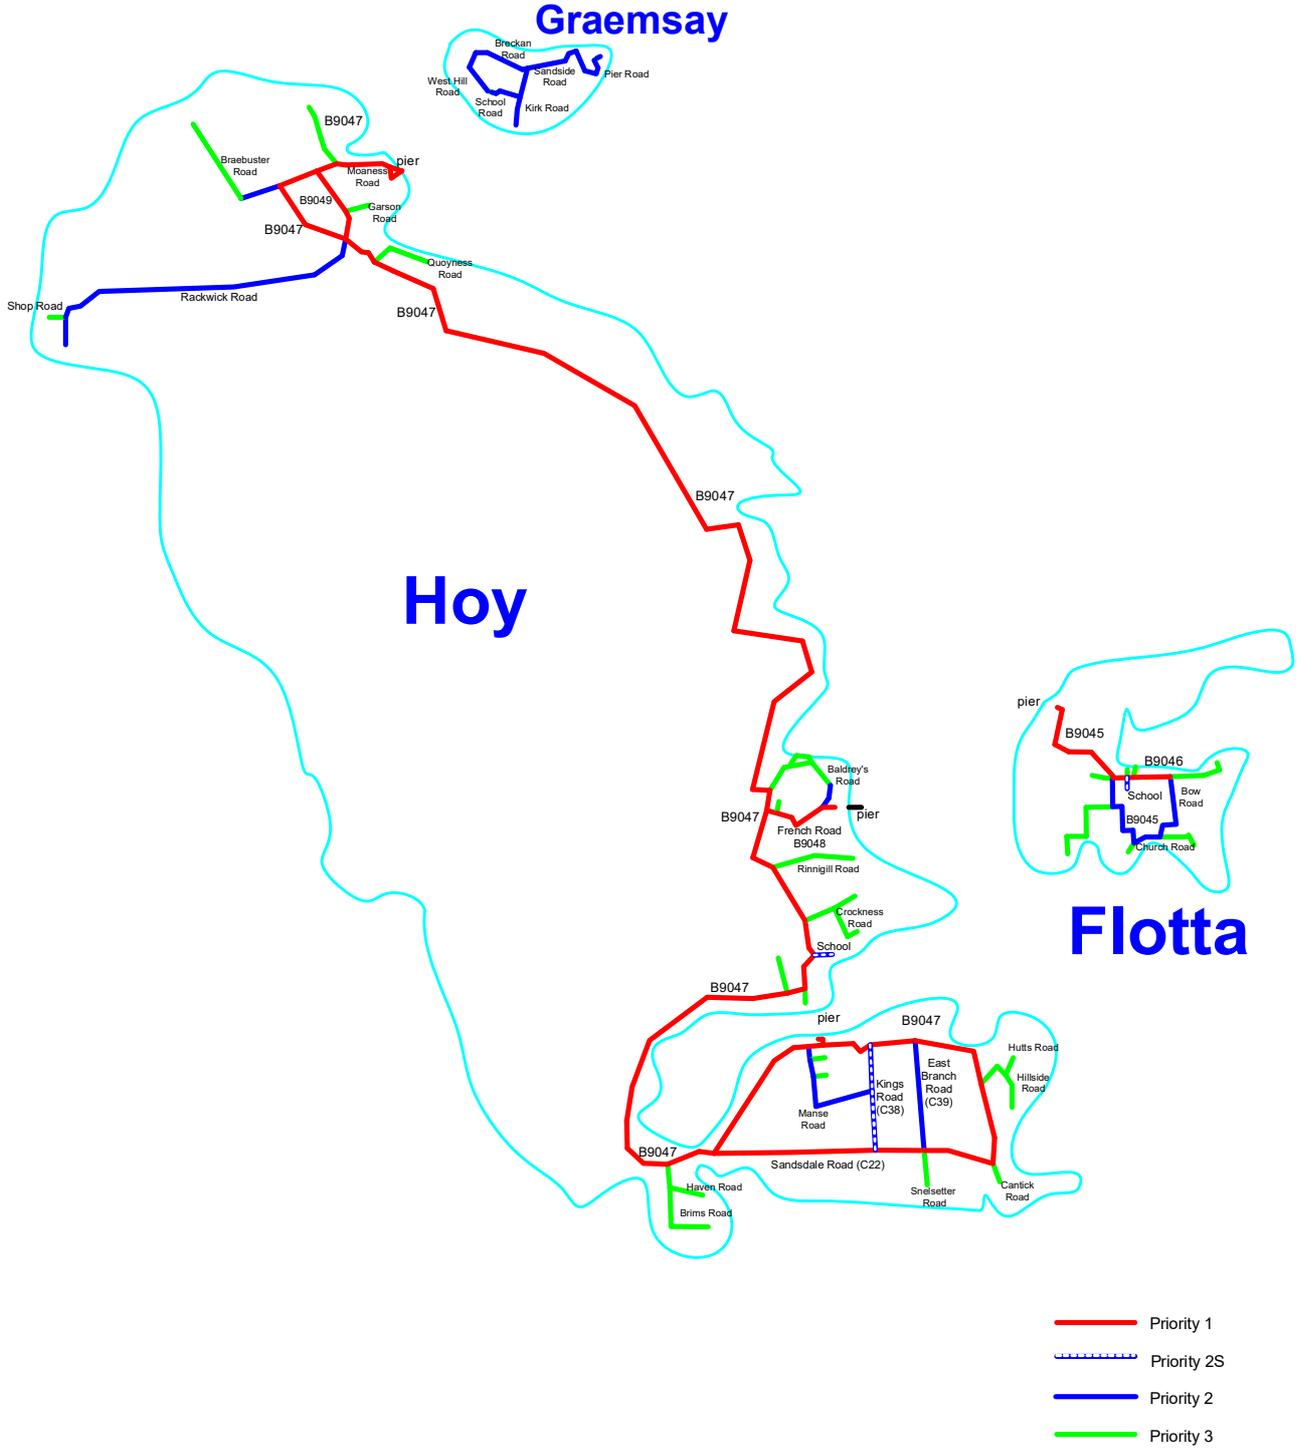 Graemsay
Breckan
Road
West Hill
Road
Sandside
Road
Pier Road
School
Road
Kirk Road
B9047
Braebuster
Road
pier
Moaness
Road
B9049
Garson
Road
B9047
Quoyness
Road
Rackwick Road
Shop Road
B9047
B9047
Hoy
pier
B9045
B9046
School
Bow
Road
B9045
Church Road
Flotta
Baldrey's
Road
B9047
pier
French Road
B9048
Rinnigill Road
Crockness
Road
School
B9047
pier
B9047
Hutts Road
Hillside
Road
East
Branch
Road
(C39)
Kings
Road
(C38)
Manse
Road
B9047
Sandsdale Road (C22)
Haven Road
Brims Road
Snelsetter
Road
Cantick
Road
Priority 1
Priority 2S
Priority 2
Priority 3